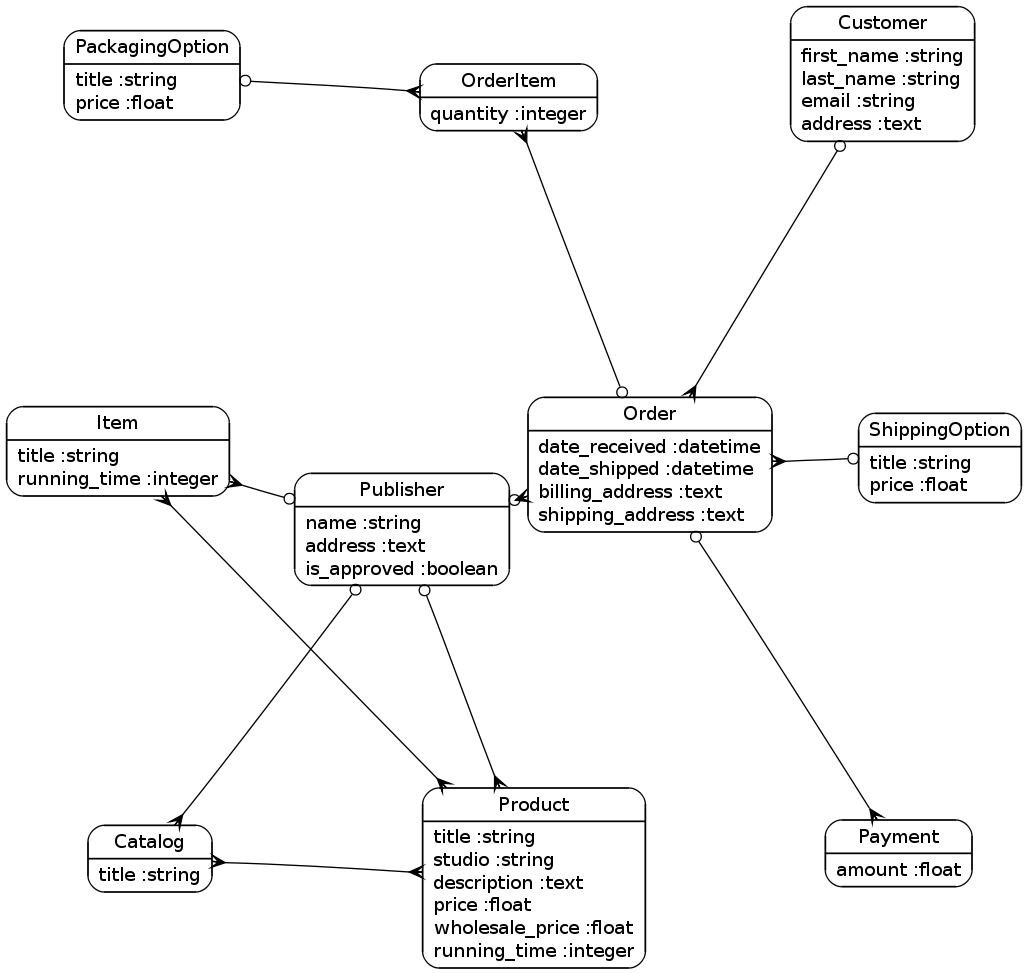 PackagingOption
title :string
price :float
OrderItem
quantity :integer
Customer
first_name :string
last_name :string
email :string
address :text
Item
title :string
running_time :integer
Publisher
name :string
address :text
is_approved :boolean
Order
date_received :datetime
date_shipped :datetime
billing_address :text
shipping_address :text
ShippingOption
title :string
price :float
Catalog
title :string
Product
title :string
studio :string
description :text
price :float
wholesale_price :float
running_time :integer
Payment
amount :float